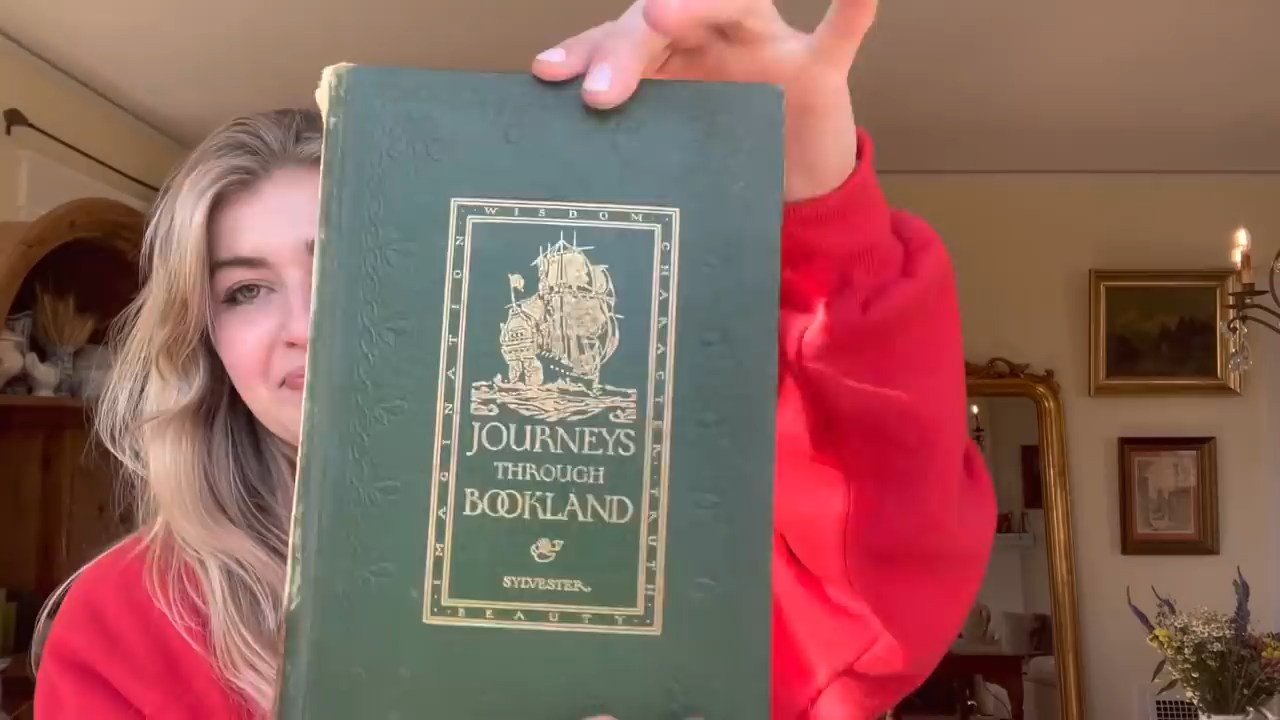 WISDOM
IMAGINATION
CHARACTER·TRUTH
JOURNEYS
THROUGH
BOOKLAND
SYLVESTER
BEAUTY